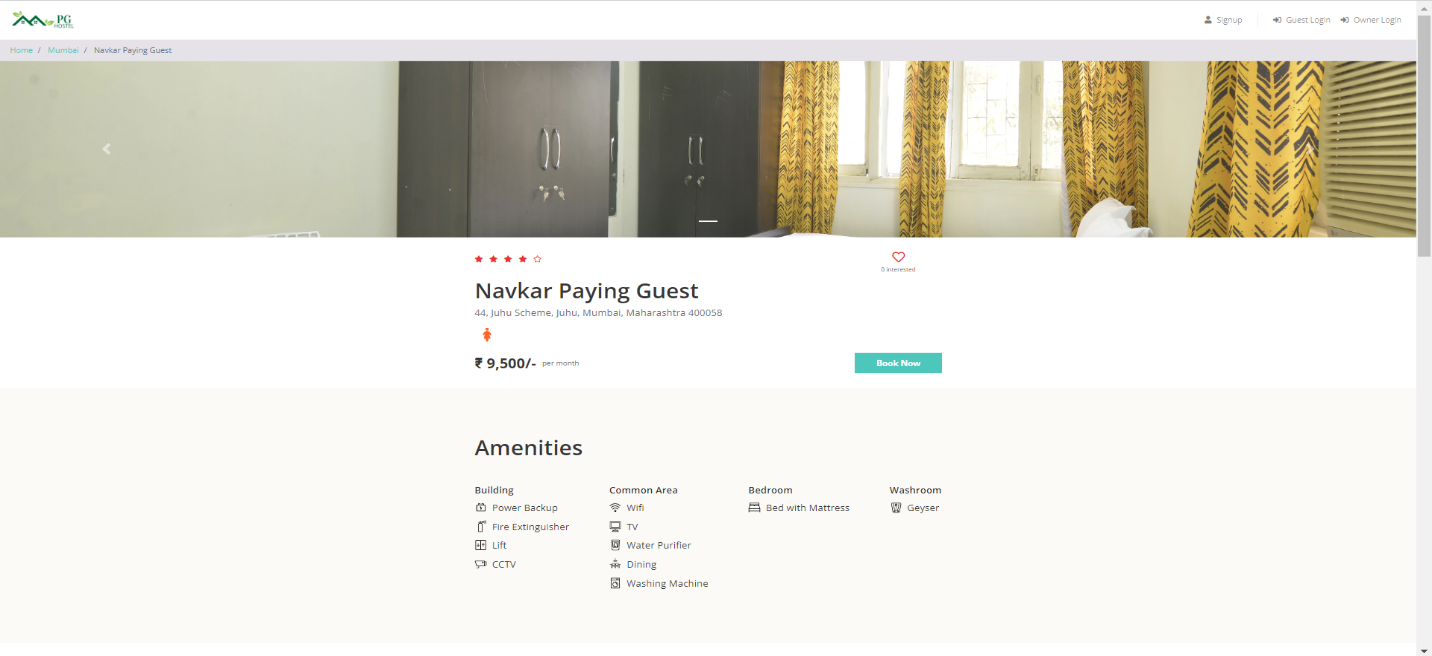 PG
HOSTEL
Signup
Guest Login
Owner Login
Home / Mumbai / Navkar Paying Guest
0 interested
Navkar Paying Guest
44, Juhu Scheme, Juhu, Mumbai, Maharashtra 400058
₹ 9,500/- per month
Book Now
Amenities
Building
Power Backup
Fire Extinguisher
Lift
CCTV
Common Area
Wifi
TV
Water Purifier
Dining
Washing Machine
Bedroom
Bed with Mattress
Washroom
Geyser